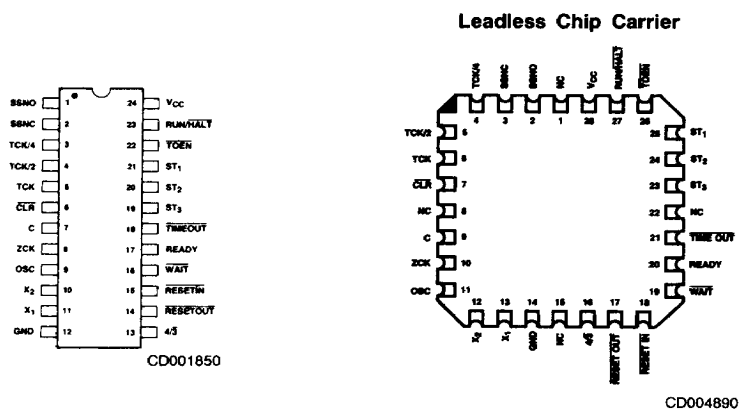 Leadless Chip Carrier
SSNO 1 24 VCC
SSNC 2 23 RUN/HALT
TCK/4 3 22 TOEN
TCK/2 4 21 ST1
TCK 5 20 ST2
CLR 6 19 ST3
C 7 18 TIMEOUT
ZCK 8 17 READY
OSC 9 16 WAIT
X2 10 15 RESETIN
X1 11 14 RESETOUT
GND 12 13 4/5
CD001850
TCK/4 SSNC SSNO NC VCC RUN/HALT TOEN
4 3 2 1 28 27 26
TCK/2 5 25 ST1
TCK 6 24 ST2
CLR 7 23 ST3
NC 8 22 NC
C 9 21 TIME OUT
ZCK 10 20 READY
OSC 11 19 WAIT
12 13 14 15 16 17 18
X2 X1 GND NC 4/5 RESET OUT RESET IN
CD004890